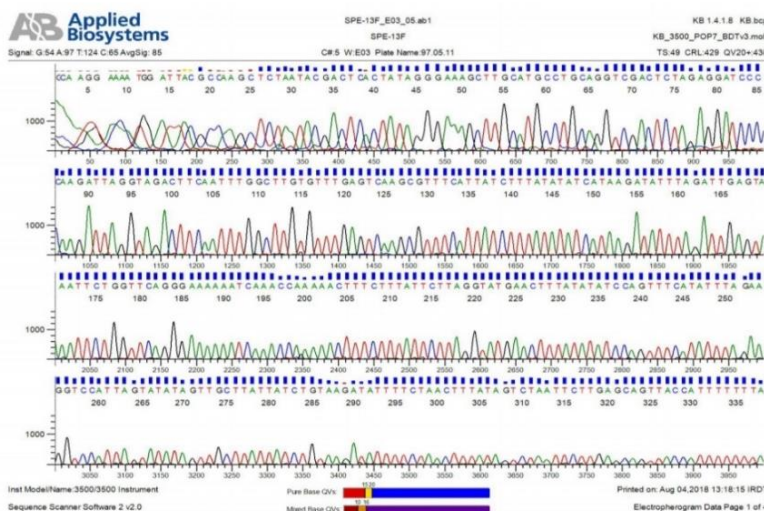 AB Applied Biosystems
SPE-13F_E03_05.ab1
KB 1.4.1.8 KB.bcp
SPE-13F
KB_3500_POP7_BDTv3.mob
Signal: G:54 A:97 T:124 C:65 AvgSig: 85
C#:5 W:E03 Plate Name:97.05.11
TS:49 CRL:429 QV20+:43
CCA AGG AAAA TGG ATTACGCCAAGCTCTAATACGACTCACTATAGGGAAAGCTTGCATGCCTGCAGGTCGACTCTAGAGGATCCCC
5 10 15 20 25 30 35 40 45 50 55 60 65 70 75 80 85
1000
50 100 150 200 250 300 350 400 450 500 550 600 650 700 750 800 850 900 950
CAAGATTAGGTAGACTTCAATTTGGCTTGTGTTTGAGTCAAGCGTTTCATTATCTTTATATATCATAAGATATTTAGATTGAGTA
90 95 100 105 110 115 120 125 130 135 140 145 150 155 160 165
1000
1050 1100 1150 1200 1250 1300 1350 1400 1450 1500 1550 1600 1650 1700 1750 1800 1850 1900 1950
AATTCTGGTTCAGGGAAAAAATCAAACCAAAAACTTTCTTTATTCTTAGGTATGAACTTTATATATCCAGTTTCATATTTAGAA
175 180 185 190 195 200 205 210 215 220 225 230 235 240 245 250
1000
2050 2100 2150 2200 2250 2300 2350 2400 2450 2500 2550 2600 2650 2700 2750 2800 2850 2900 2950
GGTCCATTAGTATATAGTTGCTTATTATCTGTAAGATATTTTCTAACTTTATAGTCTAATTCTTGAGCAGTTACCATTTTTTTA
260 265 270 275 280 285 290 295 300 305 310 315 320 325 330 335
1000
3050 3100 3150 3200 3250 3300 3350 3400 3450 3500 3550 3600 3650 3700 3750 3800 3850 3900 3950
Inst Model/Name:3500/3500 Instrument
Pure Base QVs:
Printed on: Aug 04,2018 13:18:15 IRDT
Sequence Scanner Software 2 v2.0
Mixed Base QVs:
Electropherogram Data Page 1 of